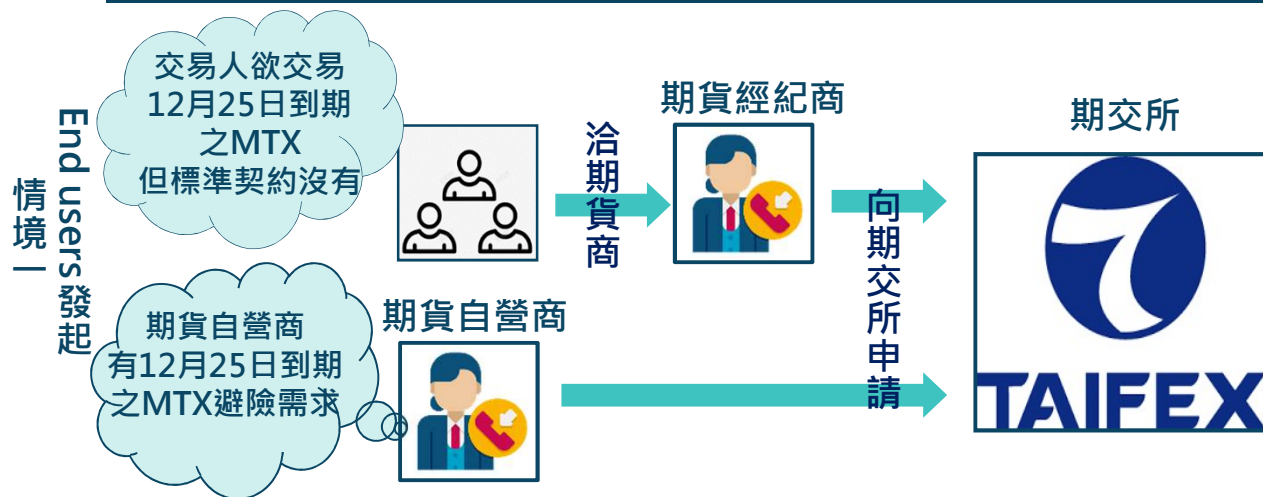 情境一
End users發起
交易人欲交易
12月25日到期
之MTX
但標準契約沒有
洽期貨商
期貨經紀商
向期交所申請
期交所
TAIFEX
期貨自營商
有12月25日到期
之MTX避險需求
期貨自營商